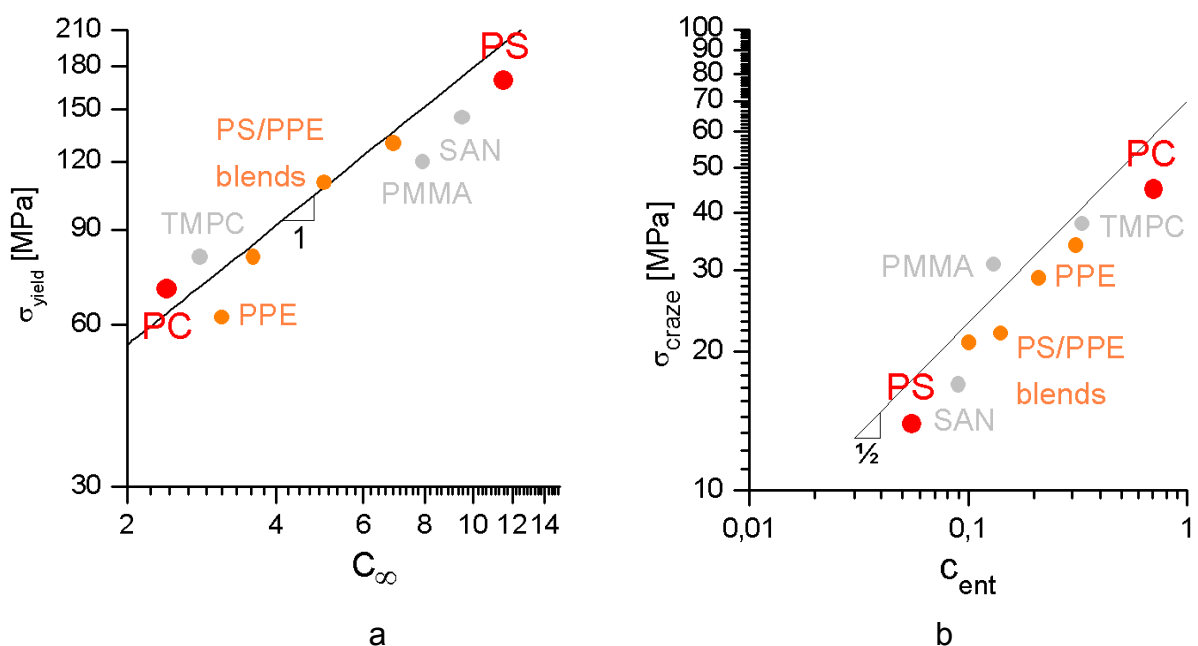 210
180
150
120
90
60
30
σyield [MPa]
PS
PS/PPE
blends
SAN
PMMA
TMPC
1
PC
PPE
2 4 6 8 10 12 14
C∞
a
100
90
80
70
60
50
40
30
20
10
σcraze [MPa]
PC
TMPC
PMMA
PPE
PS/PPE
blends
PS
SAN
½
0,01 0,1 1
cent
b